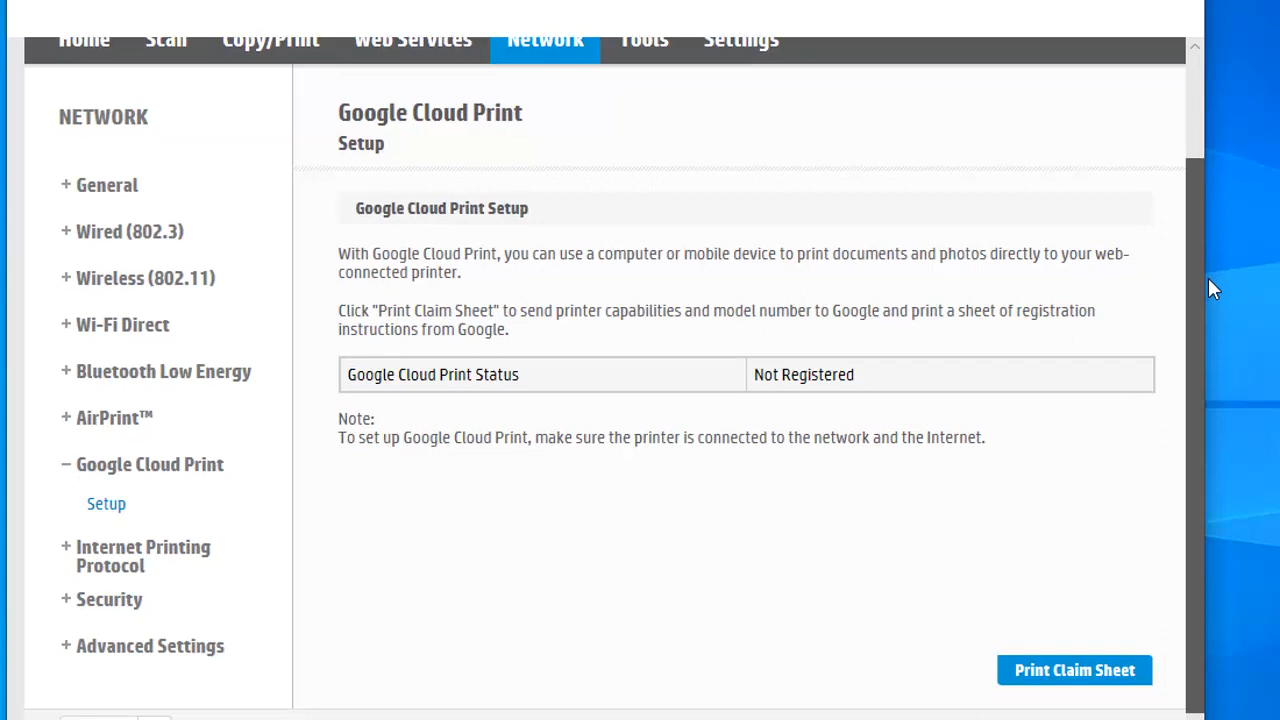 Home Scan Copy/Print Web Services Network Tools Settings
NETWORK
+ General
+ Wired (802.3)
+ Wireless (802.11)
+ Wi-Fi Direct
+ Bluetooth Low Energy
+ AirPrint™
− Google Cloud Print
Setup
+ Internet Printing
Protocol
+ Security
+ Advanced Settings
Google Cloud Print
Setup
Google Cloud Print Setup
With Google Cloud Print, you can use a computer or mobile device to print documents and photos directly to your web-
connected printer.
Click "Print Claim Sheet" to send printer capabilities and model number to Google and print a sheet of registration
instructions from Google.
Google Cloud Print Status Not Registered
Note:
To set up Google Cloud Print, make sure the printer is connected to the network and the Internet.
Print Claim Sheet